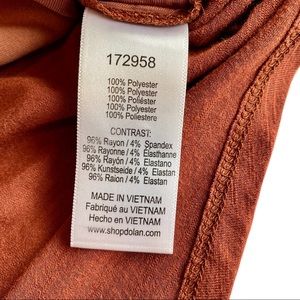 172958
100% Polyester
100% Polyester
100% Poliéster
100% Polyester
100% Poliestere
CONTRAST:
96% Rayon / 4% Spandex
96% Rayonne / 4% Elasthanne
96% Rayón / 4% Elastano
96% Kunstseide / 4% Elastan
96% Raion / 4% Elastan
MADE IN VIETNAM
Fabriqué au VIETNAM
Hecho en VIETNAM
www.shopdolan.com